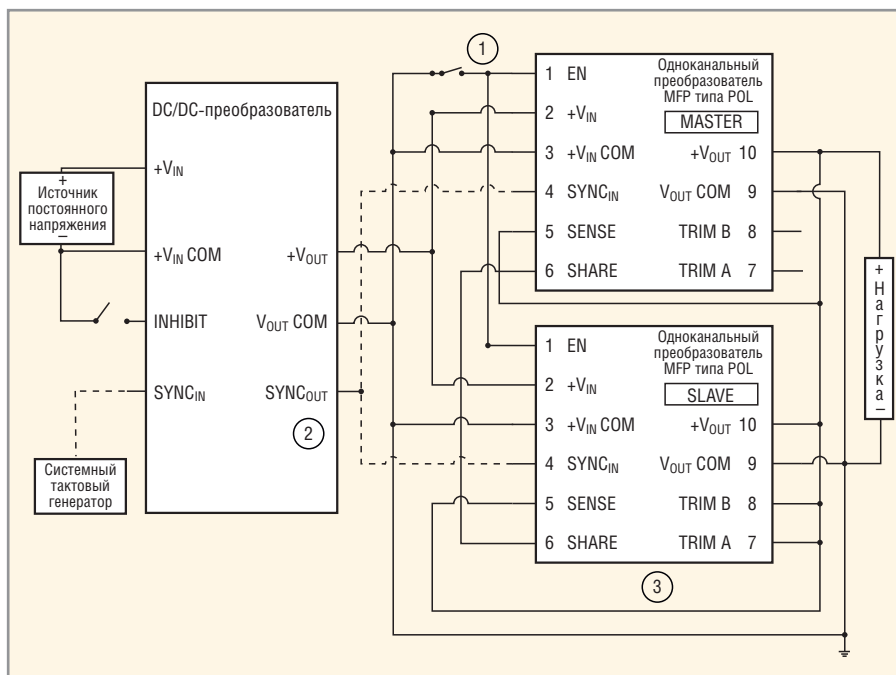 1
DC/DC-преобразователь
+VIN
+
Источник
постоянного
напряжения
–
+VIN COM
+VOUT
INHIBIT
VOUT COM
SYNCIN
SYNCOUT
2
Системный
тактовый
генератор
Одноканальный
преобразователь
MFP типа POL
MASTER
1 EN
2 +VIN
3 +VIN COM
+VOUT 10
4 SYNCIN
VOUT COM 9
5 SENSE
TRIM B 8
6 SHARE
TRIM A 7
Одноканальный
преобразователь
MFP типа POL
SLAVE
1 EN
2 +VIN
3 +VIN COM
+VOUT 10
4 SYNCIN
VOUT COM 9
5 SENSE
TRIM B 8
6 SHARE
TRIM A 7
3
+ Нагрузка –